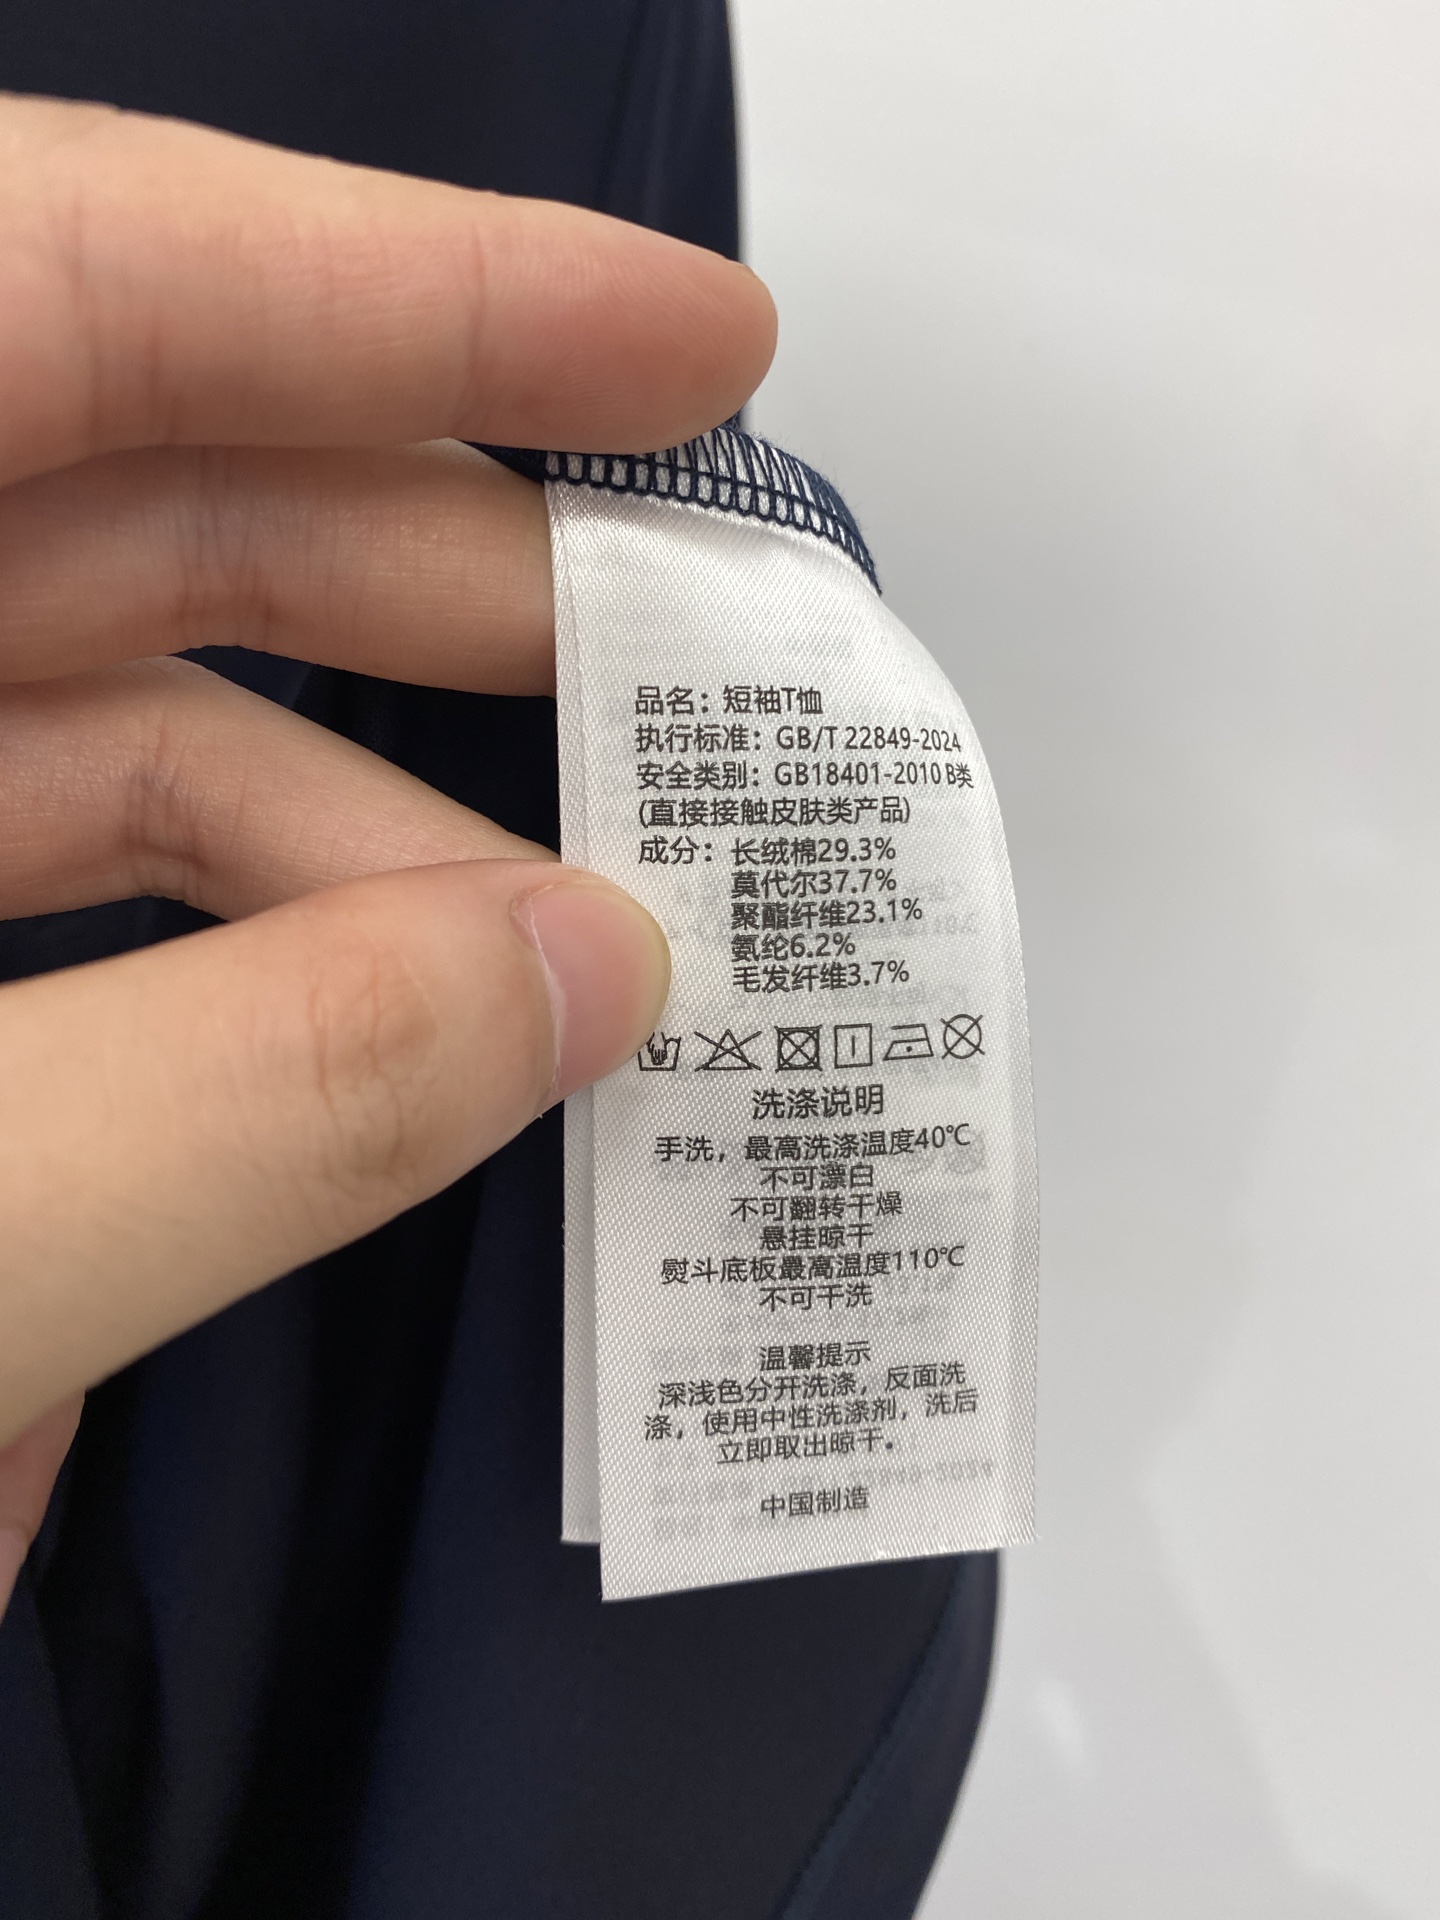 品名：短袖T恤
执行标准：GB/T 22849-2024
安全类别：GB18401-2010 B类
(直接接触皮肤类产品)
成分：长绒棉29.3%
莫代尔37.7%
聚酯纤维23.1%
氨纶6.2%
毛发纤维3.7%
洗涤说明
手洗，最高洗涤温度40℃
不可漂白
不可翻转干燥
悬挂晾干
熨斗底板最高温度110℃
不可干洗
温馨提示
深浅色分开洗涤，反面洗
涤，使用中性洗涤剂，洗后
立即取出晾干。
中国制造